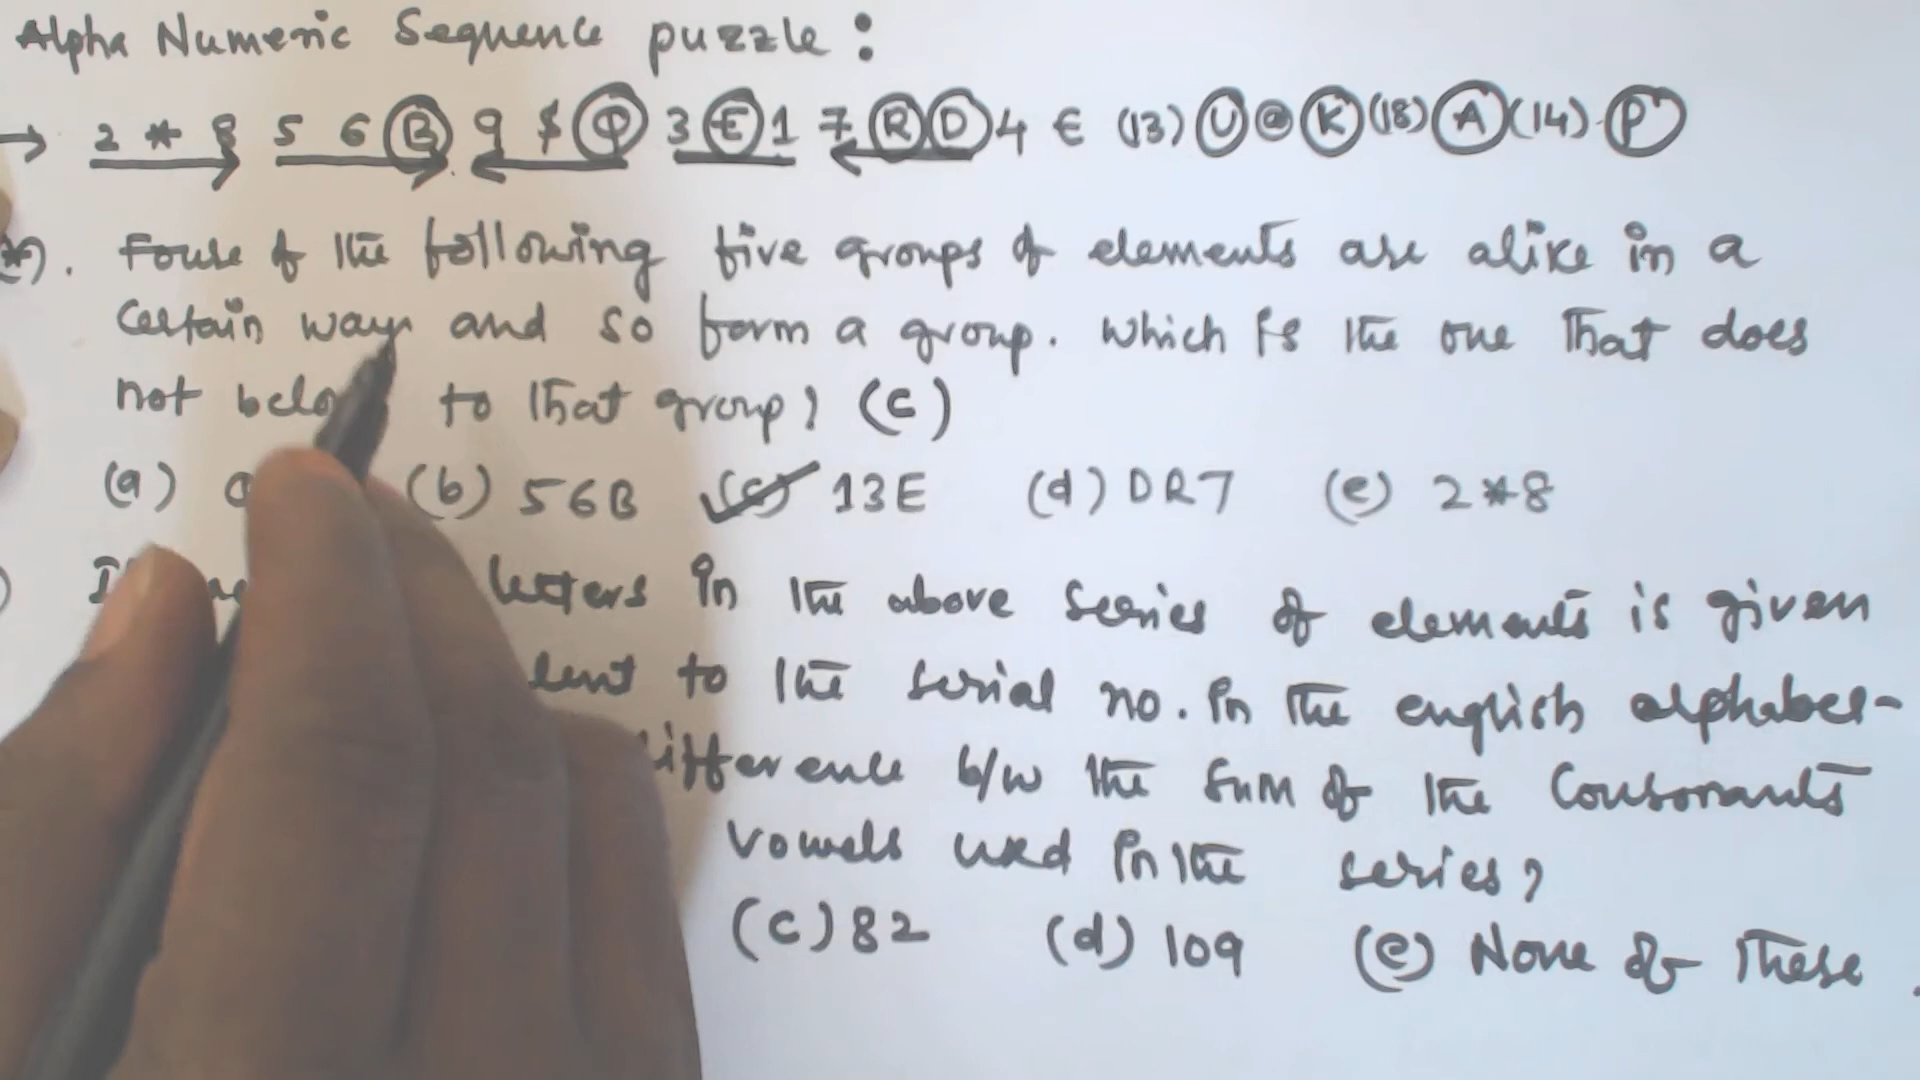 Alpha Numeric Sequence puzzle :
→ 2 * 8 5 6 B 9 $ Q 3 E 1 7 R D 4 € (13) U @ K (18) A (14) P
*). Foure of the following five groups of elements are alike in a
Certain way and so form a group. Which is the one that does
not to that group? (C)
(a) (b) 56B (c) 13E (d) DR7 (e) 2*8
letters in the above series of elements is given
to the serial no. in the english alphabet-
b/w the sum of the Consonants
vowels used in the series?
(c) 82 (d) 109 (e) None of these.